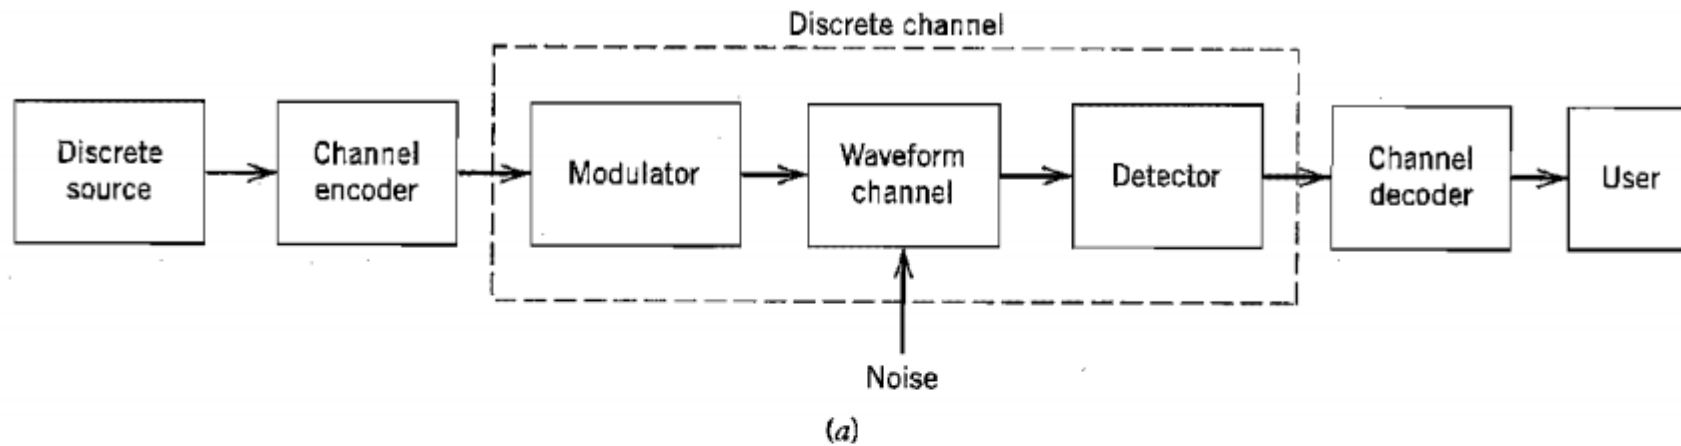 Discrete channel
Discrete
source
Channel
encoder
Modulator
Waveform
channel
Detector
Channel
decoder
User
Noise
(a)